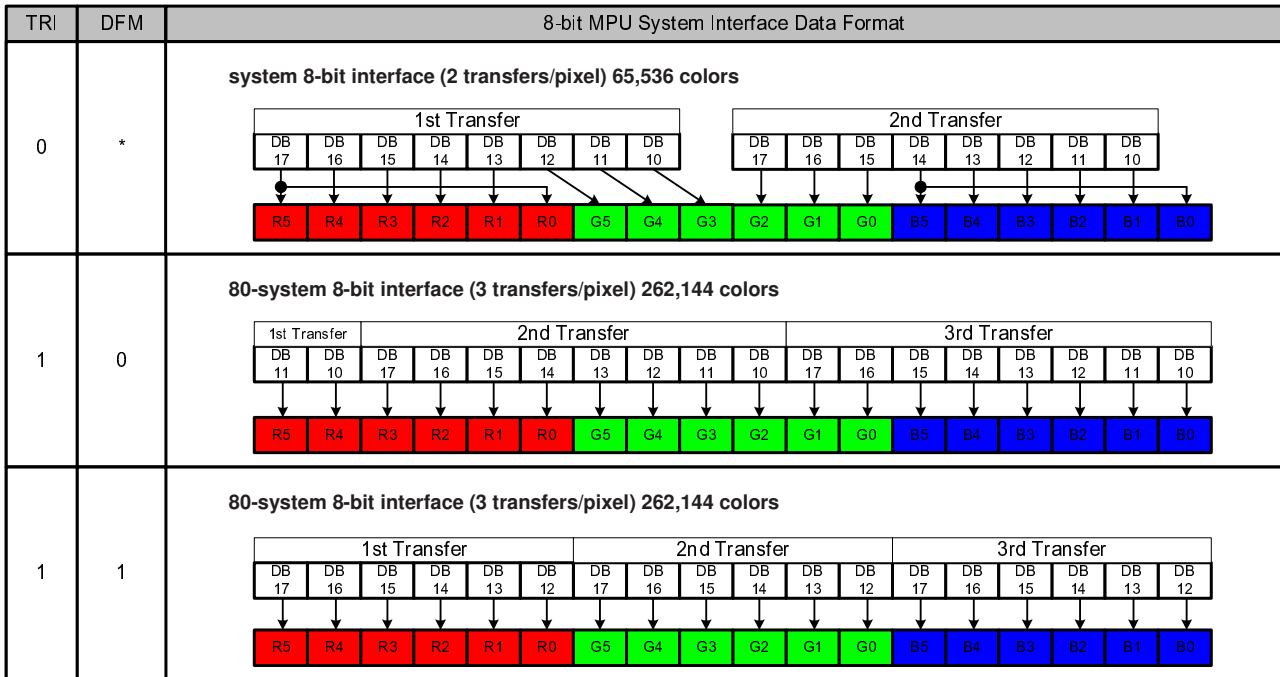 TRI DFM 8-bit MPU System Interface Data Format
system 8-bit interface (2 transfers/pixel) 65,536 colors
1st Transfer 2nd Transfer
DB DB DB DB DB DB DB DB DB DB DB DB DB DB DB DB
17 16 15 14 13 12 11 10 17 16 15 14 13 12 11 10
0 *
R5 R4 R3 R2 R1 R0 G5 G4 G3 G2 G1 G0 B5 B4 B3 B2 B1 B0
80-system 8-bit interface (3 transfers/pixel) 262,144 colors
1st Transfer 2nd Transfer 3rd Transfer
DB DB DB DB DB DB DB DB DB DB DB DB DB DB DB DB DB DB
11 10 17 16 15 14 13 12 11 10 17 16 15 14 13 12 11 10
1 0
R5 R4 R3 R2 R1 R0 G5 G4 G3 G2 G1 G0 B5 B4 B3 B2 B1 B0
80-system 8-bit interface (3 transfers/pixel) 262,144 colors
1st Transfer 2nd Transfer 3rd Transfer
DB DB DB DB DB DB DB DB DB DB DB DB DB DB DB DB DB DB
17 16 15 14 13 12 17 16 15 14 13 12 17 16 15 14 13 12
1 1
R5 R4 R3 R2 R1 R0 G5 G4 G3 G2 G1 G0 B5 B4 B3 B2 B1 B0